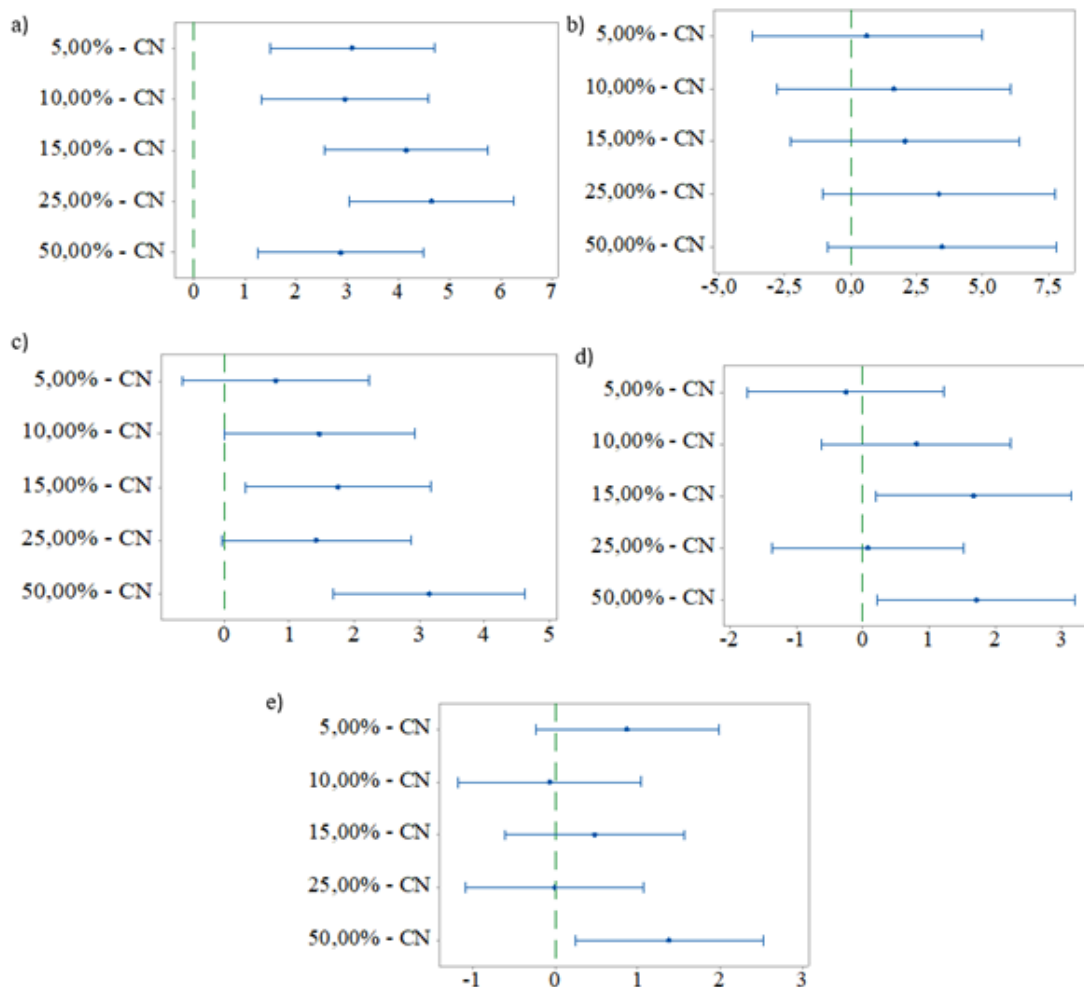 a)
5,00% - CN
10,00% - CN
15,00% - CN
25,00% - CN
50,00% - CN
0 1 2 3 4 5 6 7
b)
5,00% - CN
10,00% - CN
15,00% - CN
25,00% - CN
50,00% - CN
-5,0 -2,5 0,0 2,5 5,0 7,5
c)
5,00% - CN
10,00% - CN
15,00% - CN
25,00% - CN
50,00% - CN
0 1 2 3 4 5
d)
5,00% - CN
10,00% - CN
15,00% - CN
25,00% - CN
50,00% - CN
-2 -1 0 1 2 3
e)
5,00% - CN
10,00% - CN
15,00% - CN
25,00% - CN
50,00% - CN
-1 0 1 2 3